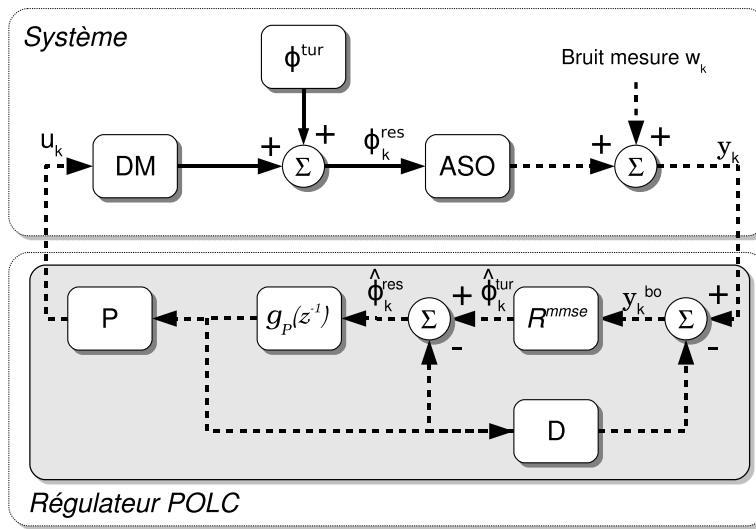 Système
ϕ^tur
Bruit mesure w_k
u_k
DM
+
+
Σ
ϕ_k^res
ASO
+
+
Σ
y_k
P
g_P(z^-1)
ϕ̂_k^res
Σ
+
-
ϕ̂_k^tur
R^mmse
y_k^bo
Σ
+
-
D
Régulateur POLC